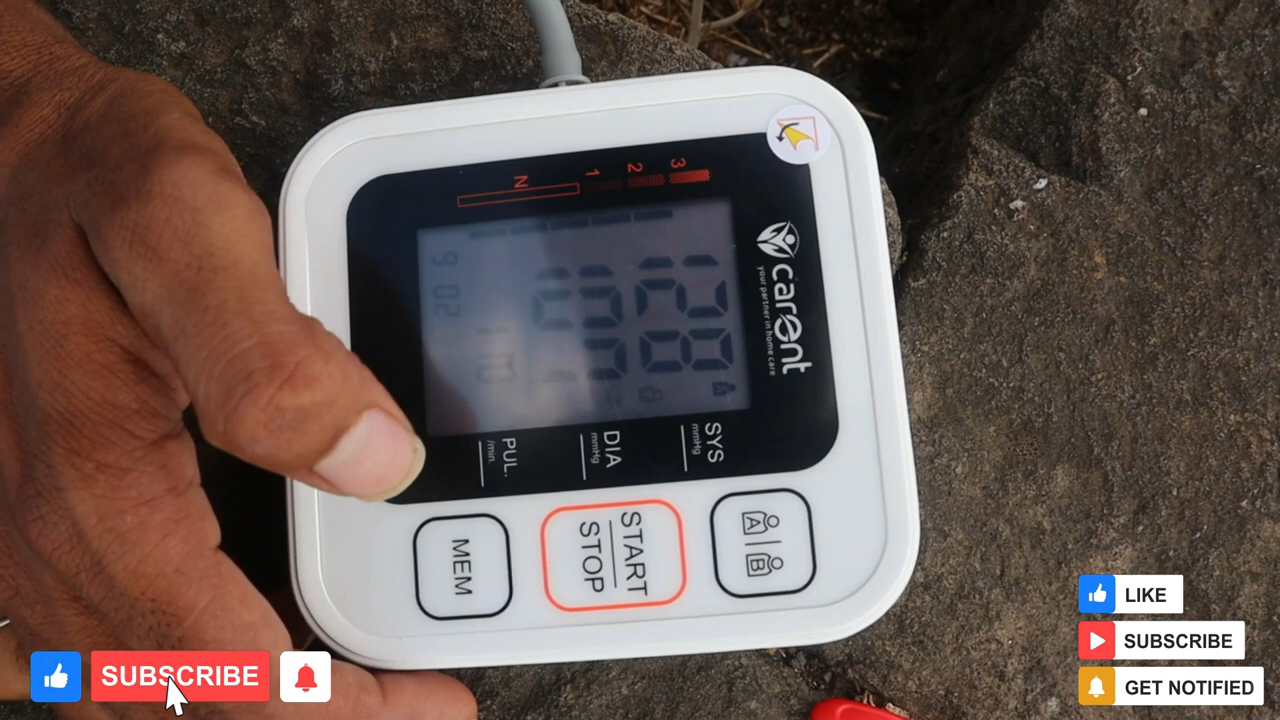 carent
your partner in home care
N 1 2 3
SYS
mmHg
DIA
mmHg
PUL.
/min.
A B
START
STOP
MEM
SUBSCRIBE
LIKE
SUBSCRIBE
GET NOTIFIED